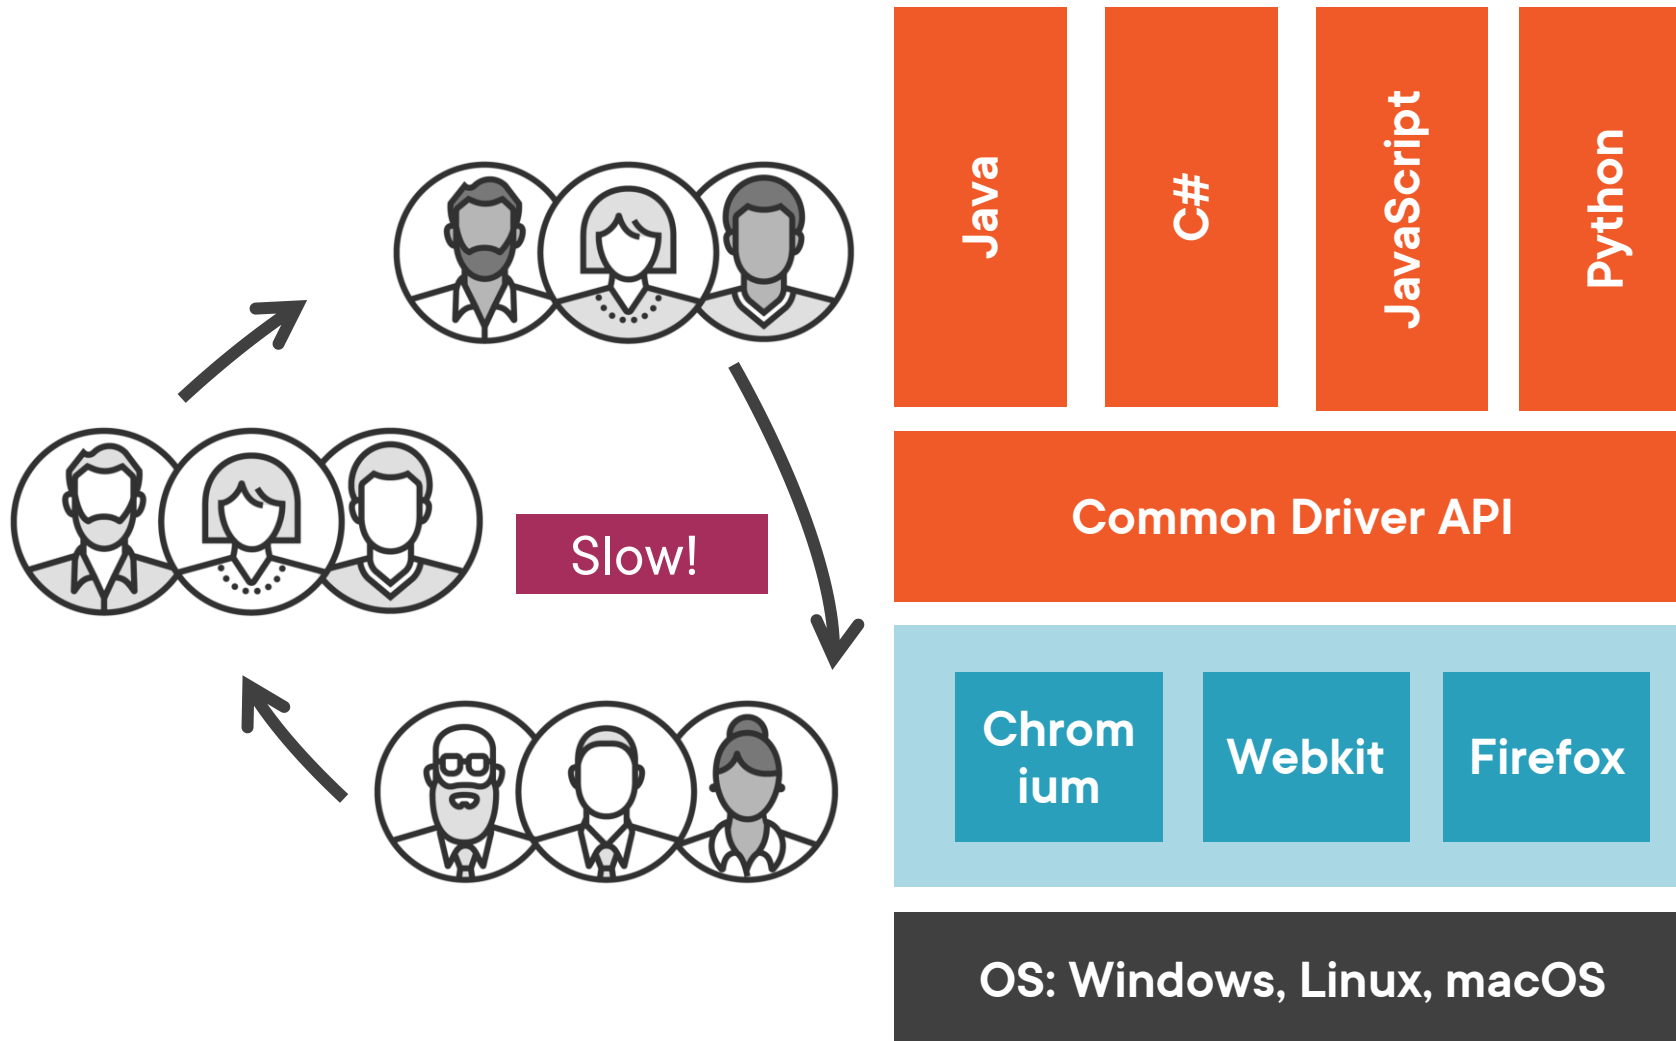 Slow!
Java
C#
JavaScript
Python
Common Driver API
Chrom
ium
Webkit
Firefox
OS: Windows, Linux, macOS